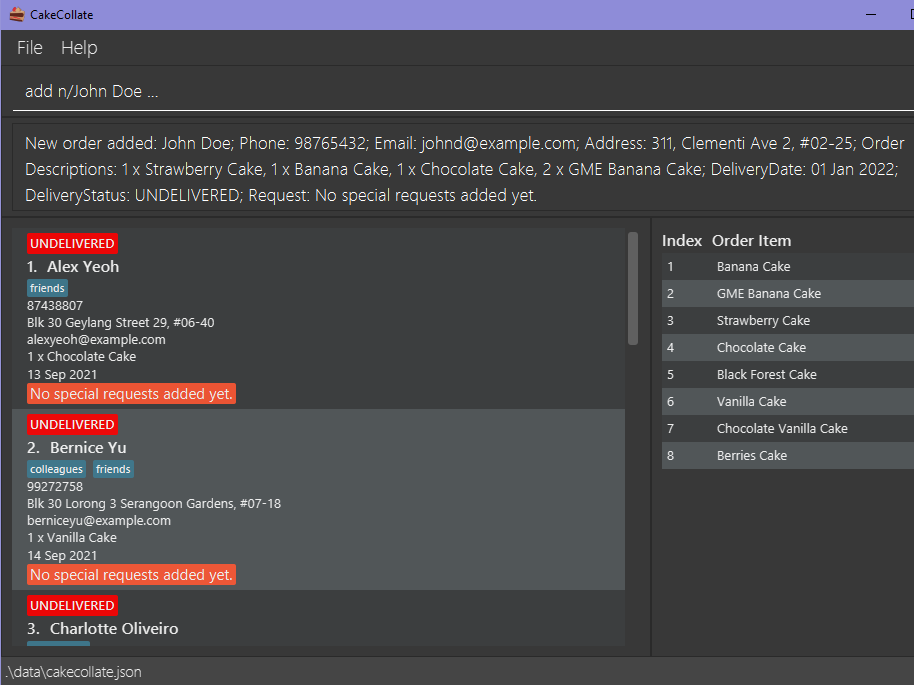 CakeCollate
File Help
add n/John Doe ...
New order added: John Doe; Phone: 98765432; Email: johnd@example.com; Address: 311, Clementi Ave 2, #02-25; Order
Descriptions: 1 x Strawberry Cake, 1 x Banana Cake, 1 x Chocolate Cake, 2 x GME Banana Cake; DeliveryDate: 01 Jan 2022;
DeliveryStatus: UNDELIVERED; Request: No special requests added yet.
UNDELIVERED
1. Alex Yeoh
friends
87438807
Blk 30 Geylang Street 29, #06-40
alexyeoh@example.com
1 x Chocolate Cake
13 Sep 2021
No special requests added yet.
UNDELIVERED
2. Bernice Yu
colleagues friends
99272758
Blk 30 Lorong 3 Serangoon Gardens, #07-18
berniceyu@example.com
1 x Vanilla Cake
14 Sep 2021
No special requests added yet.
UNDELIVERED
3. Charlotte Oliveiro
Index Order Item
1 Banana Cake
2 GME Banana Cake
3 Strawberry Cake
4 Chocolate Cake
5 Black Forest Cake
6 Vanilla Cake
7 Chocolate Vanilla Cake
8 Berries Cake
.\data\cakecollate.json